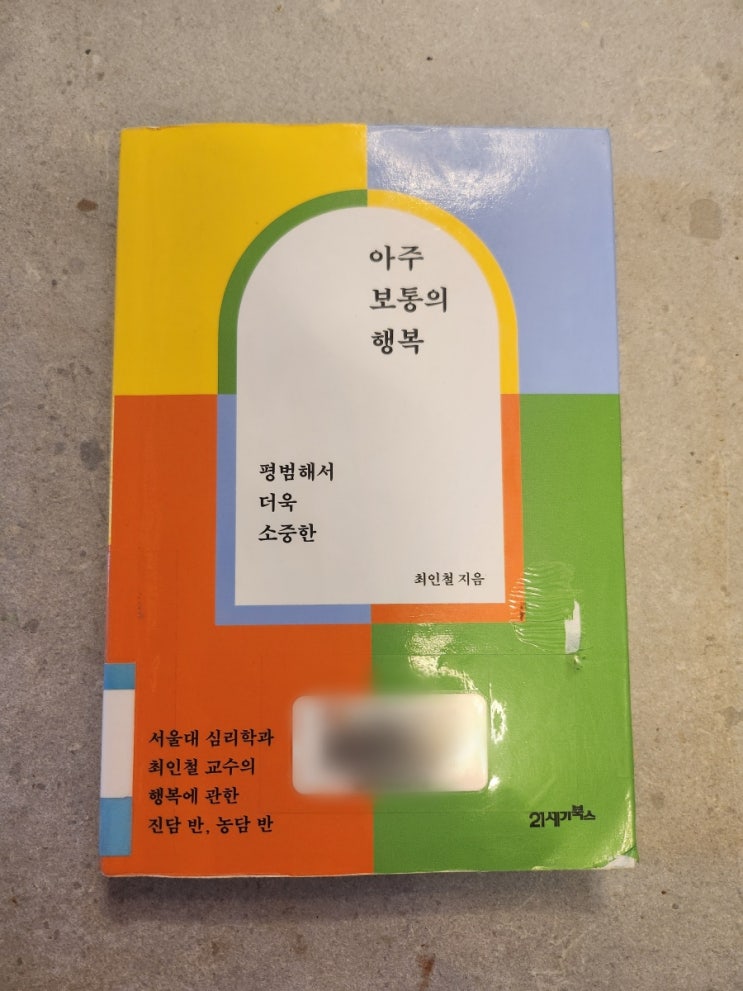 아주
보통의
행복
평범해서
더욱
소중한
최인철 지음
서울대 심리학과
최인철 교수의
행복에 관한
진담 반, 농담 반
21세기북스